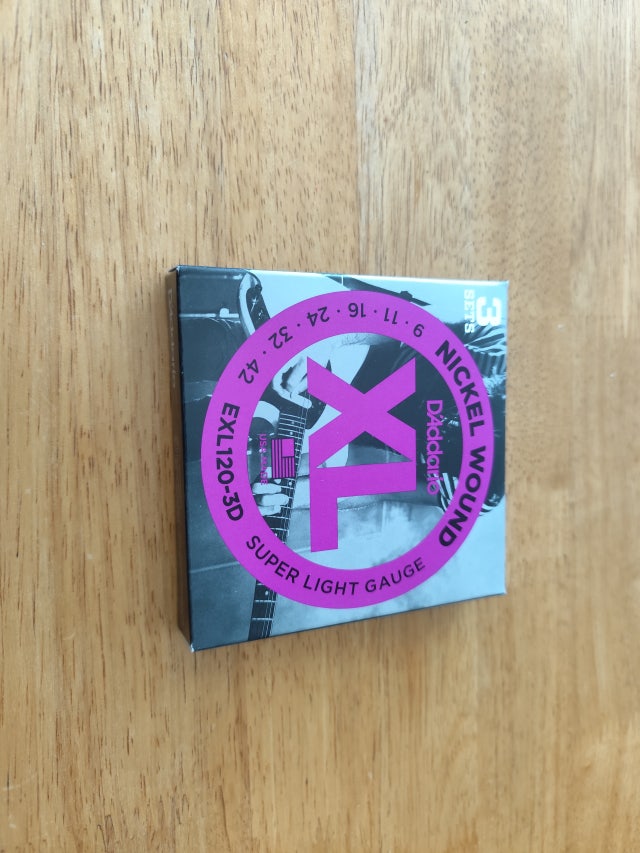 3
SETS
NICKEL WOUND
D'Addario
XL
9 · 11 · 16 · 24 · 32 · 42
SUPER LIGHT GAUGE
EXL120-3D